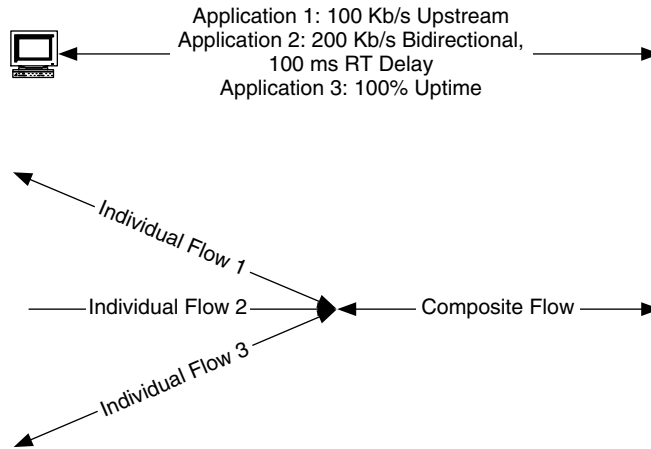 Application 1: 100 Kb/s Upstream
Application 2: 200 Kb/s Bidirectional,
100 ms RT Delay
Application 3: 100% Uptime
Individual Flow 1
Individual Flow 2
Composite Flow
Individual Flow 3